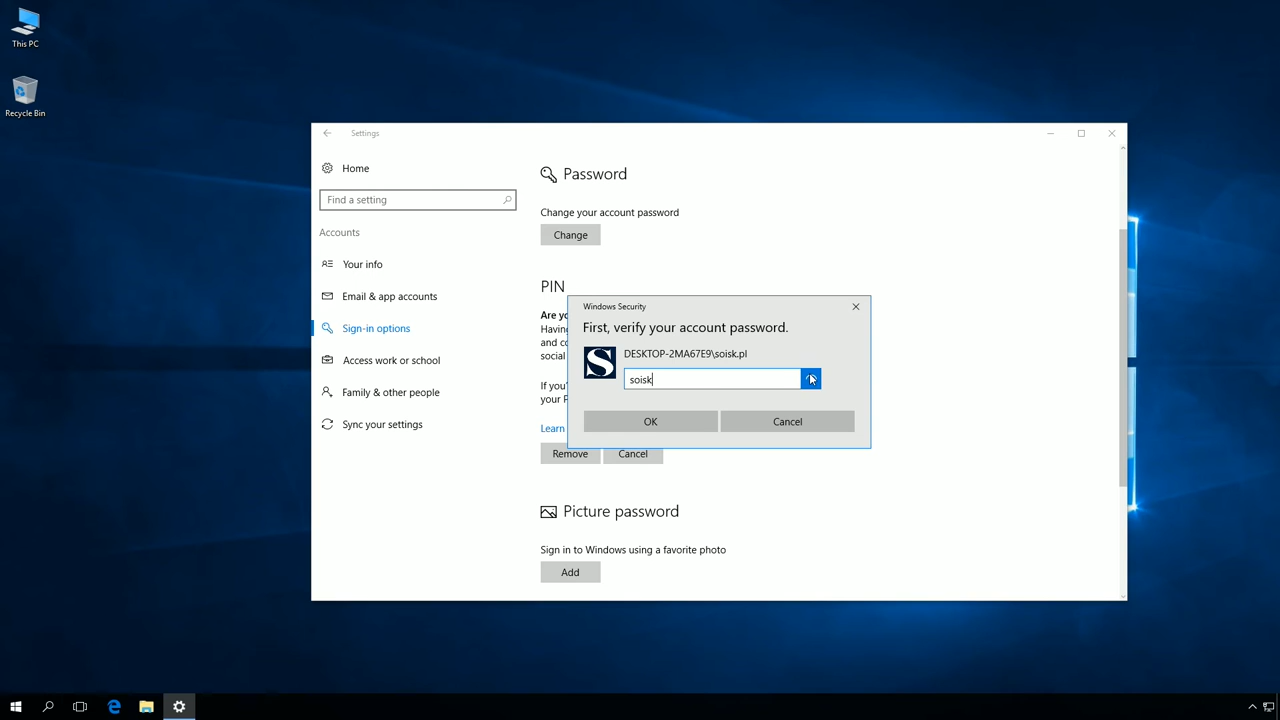 This PC
Recycle Bin
Settings
Home
Find a setting
Accounts
Your info
Email & app accounts
Sign-in options
Access work or school
Family & other people
Sync your settings
Password
Change your account password
Change
PIN
Are yo
Having
and co
social
If you'
your P
Learn
Remove
Cancel
Windows Security
First, verify your account password.
S
DESKTOP-2MA67E9\soisk.pl
soisk
OK
Cancel
Picture password
Sign in to Windows using a favorite photo
Add